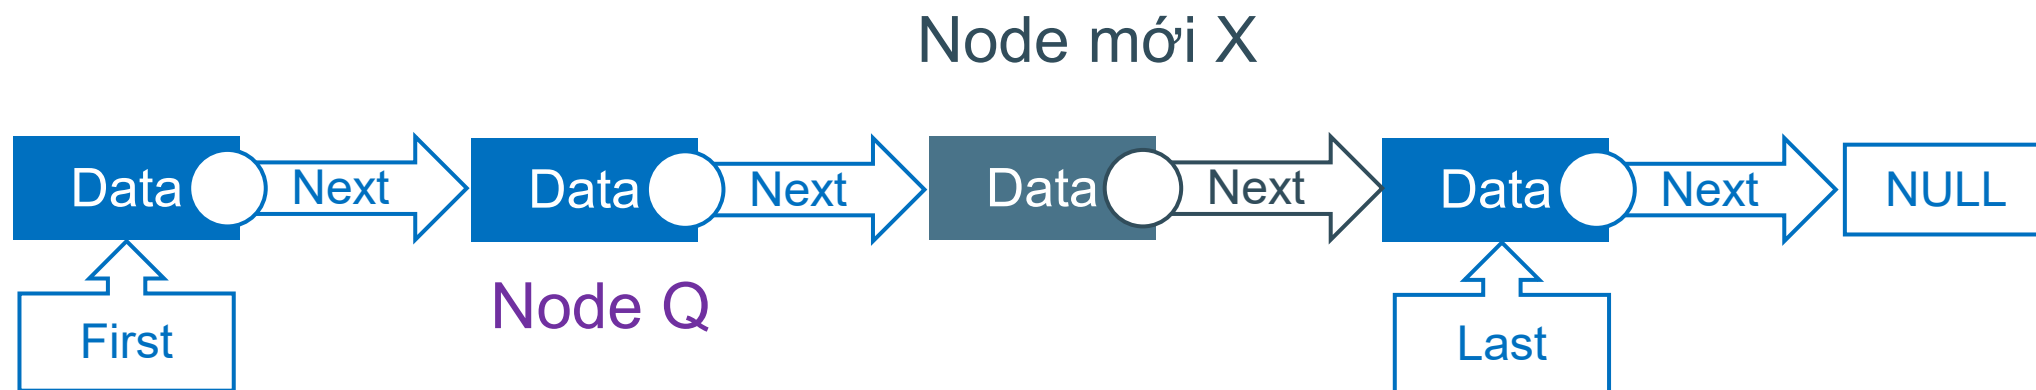 Node mới X
Data Next Data Next Data Next Data Next NULL
Node Q
First Last